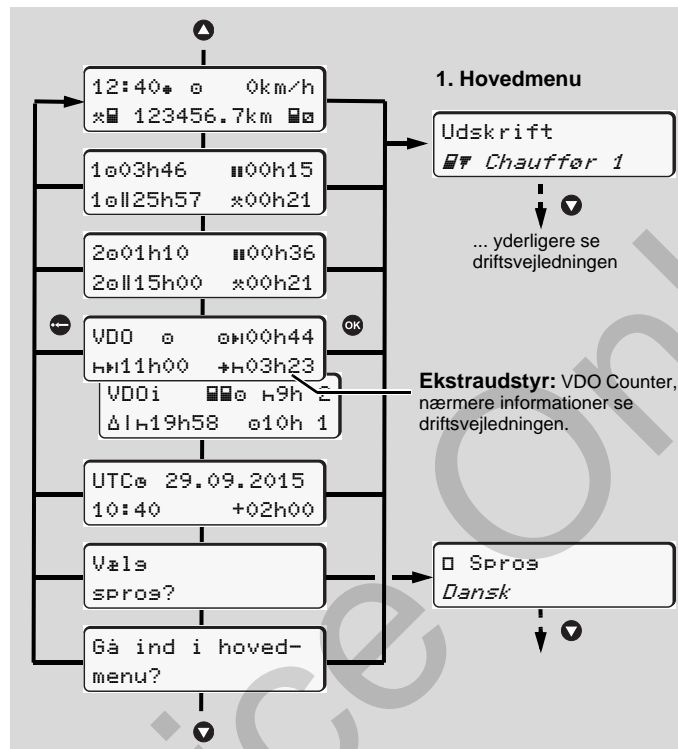 12:40 0km/h
123456.7km
1 03h46 00h15
1 25h57 00h21
2 01h10 00h36
2 15h00 00h21
VDO 00h44
11h00 03h23
VDOi 9h 2
19h58 10h 1
UTC 29.09.2015
10:40 +02h00
Vælg
sprog?
Gå ind i hoved-
menu?
OK
1. Hovedmenu
Udskrift
Chauffør 1
... yderligere se
driftsvejledningen
Ekstraudstyr: VDO Counter,
nærmere informationer se
driftsvejledningen.
Sprog
Dansk